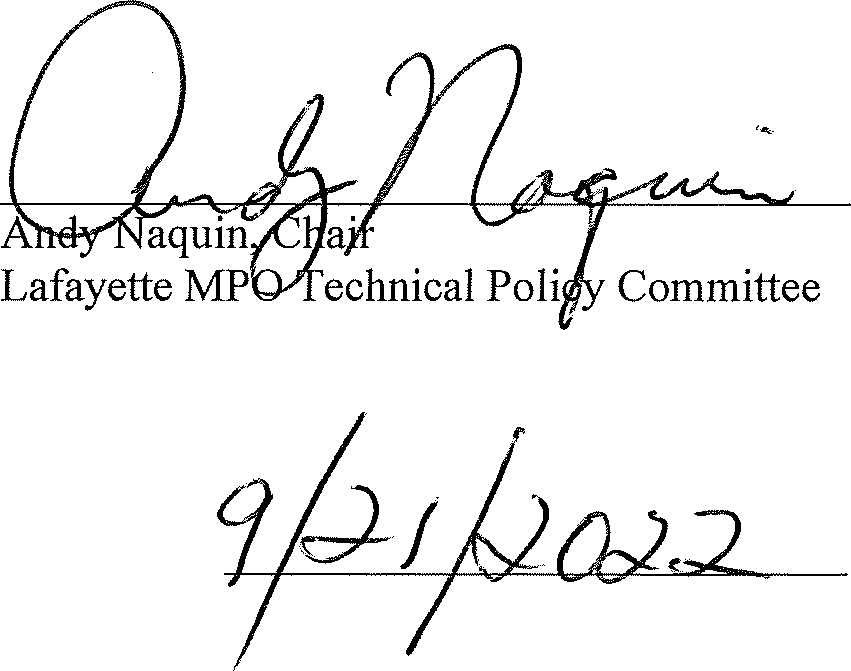 Andy Naquin
Andy Naquin, Chair
Lafayette MPO Technical Policy Committee
9/21/2022